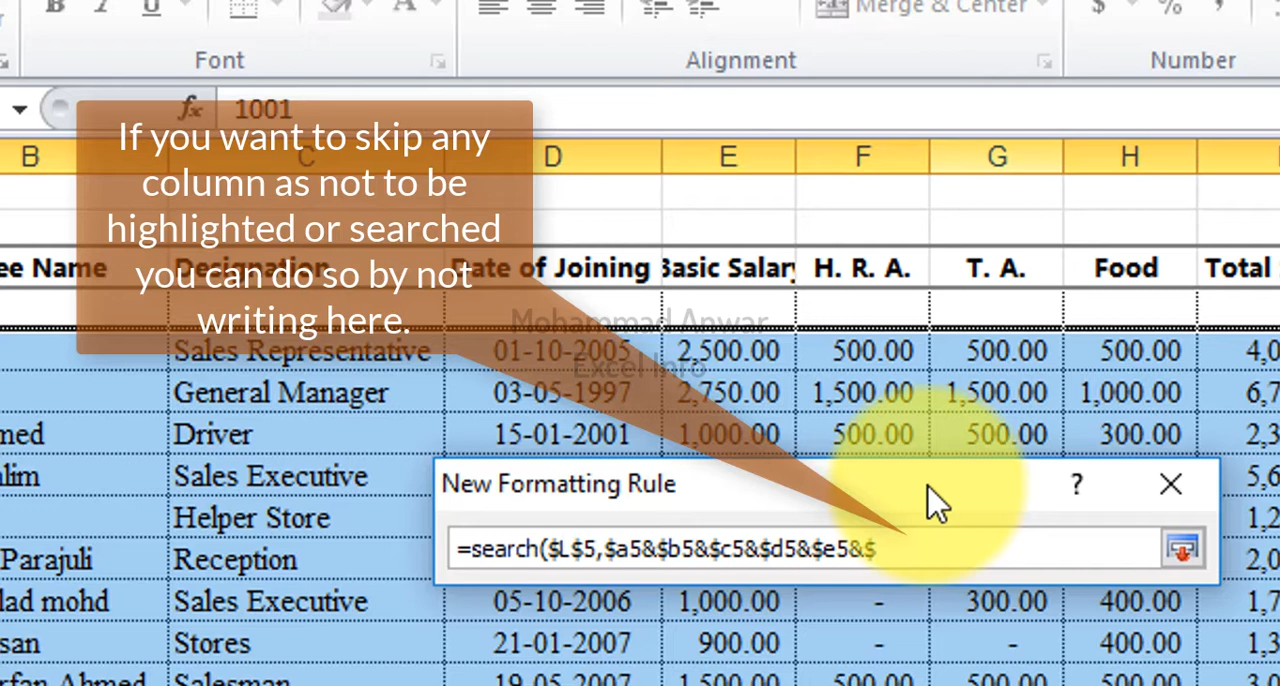 B I U A Merge & Center $ % ,
Font Alignment Number
fx 1001
If you want to skip any
column as not to be
highlighted or searched
you can do so by not
writing here.
B C D E F G H
ee Name Designation Date of Joining Basic Salary H. R. A. T. A. Food Total
Mohammad Anwar
Excel Info
Sales Representative 01-10-2005 2,500.00 500.00 500.00 500.00 4,0
General Manager 03-05-1997 2,750.00 1,500.00 1,500.00 1,000.00 6,7
med Driver 15-01-2001 1,000.00 500.00 500.00 300.00 2,3
alim Sales Executive 5,6
Helper Store 1,2
Parajuli Reception 2,0
New Formatting Rule ? X
=search($L$5,$a5&$b5&$c5&$d5&$e5&$
lad mohd Sales Executive 05-10-2006 1,000.00 - 300.00 400.00 1,7
san Stores 21-01-2007 900.00 - - 400.00 1,3
rfan Ahmed Salesman 19-05-2007 1,500.00 500.00 500.00 500.00 3,0